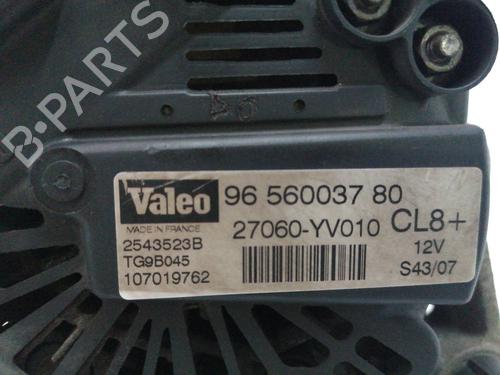 B-PARTS
Valeo
MADE IN FRANCE
2543523B
TG9B045
107019762
96 560037 80
27060-YV010
CL8+
12V
S43/07